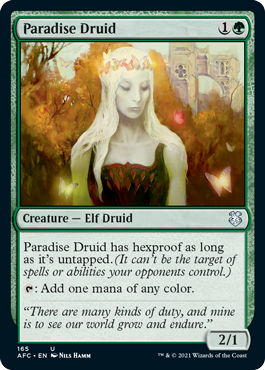 Paradise Druid 1
Creature — Elf Druid
Paradise Druid has hexproof as long
as it's untapped. (It can't be the target of
spells or abilities your opponents control.)
: Add one mana of any color.
"There are many kinds of duty, and mine
is to see our world grow and endure."
2/1
165 U
AFC • EN Nils Hamm
™ & © 2021 Wizards of the Coast